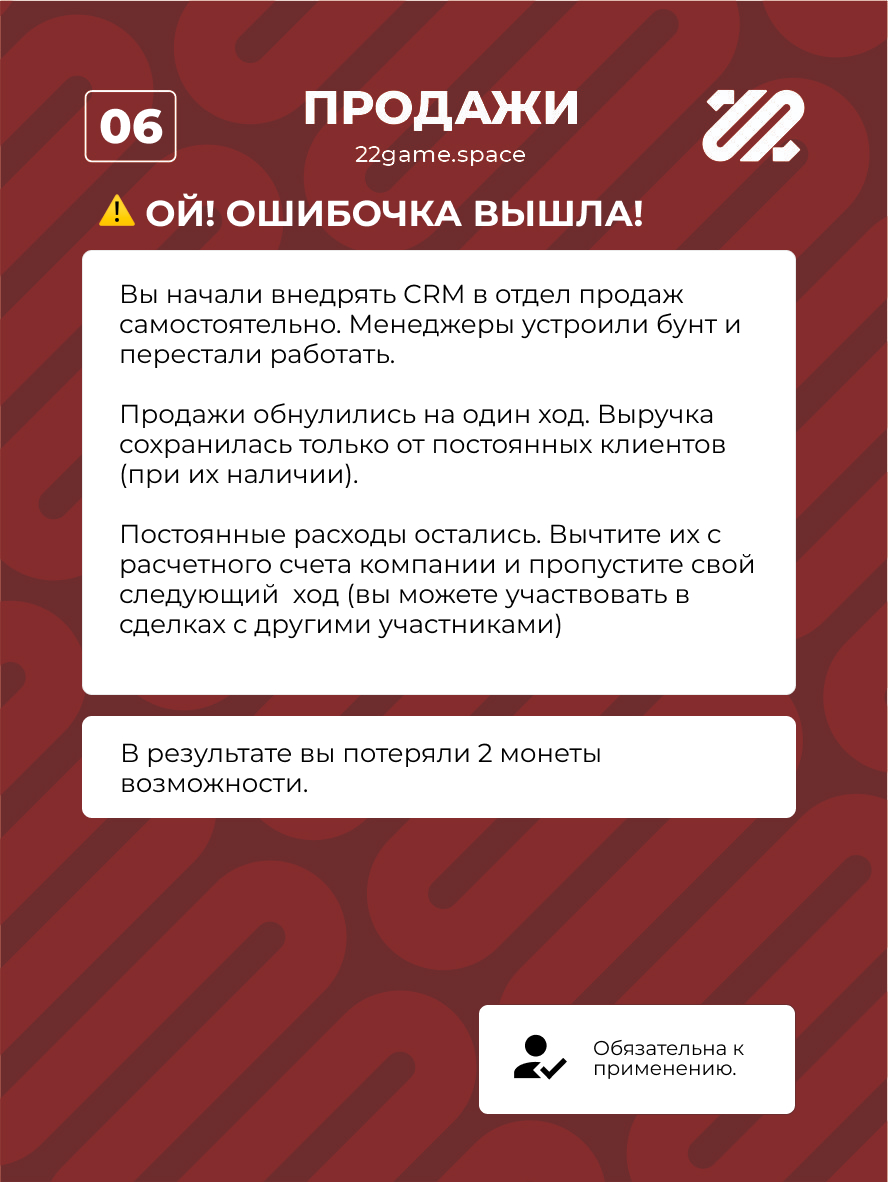 06
ПРОДАЖИ
22game.space
ОЙ! ОШИБОЧКА ВЫШЛА!
Вы начали внедрять CRM в отдел продаж
самостоятельно. Менеджеры устроили бунт и
перестали работать.
Продажи обнулились на один ход. Выручка
сохранилась только от постоянных клиентов
(при их наличии).
Постоянные расходы остались. Вычтите их с
расчетного счета компании и пропустите свой
следующий  ход (вы можете участвовать в
сделках с другими участниками)
В результате вы потеряли 2 монеты
возможности.
Обязательна к
применению.